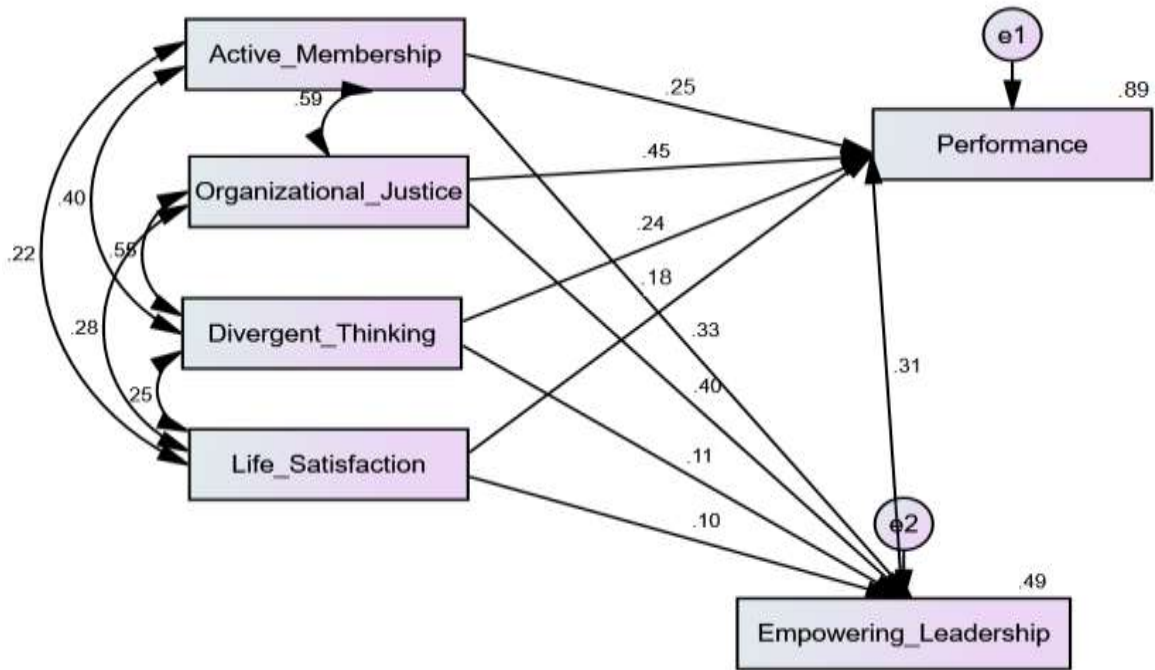 e1
Active_Membership
.89
.25
.59
Performance
.45
Organizational_Justice
.40
.24
.55
.22
.18
.28
Divergent_Thinking
.33
.31
.40
25
Life_Satisfaction
.11
.10
e2
.49
Empowering_Leadership